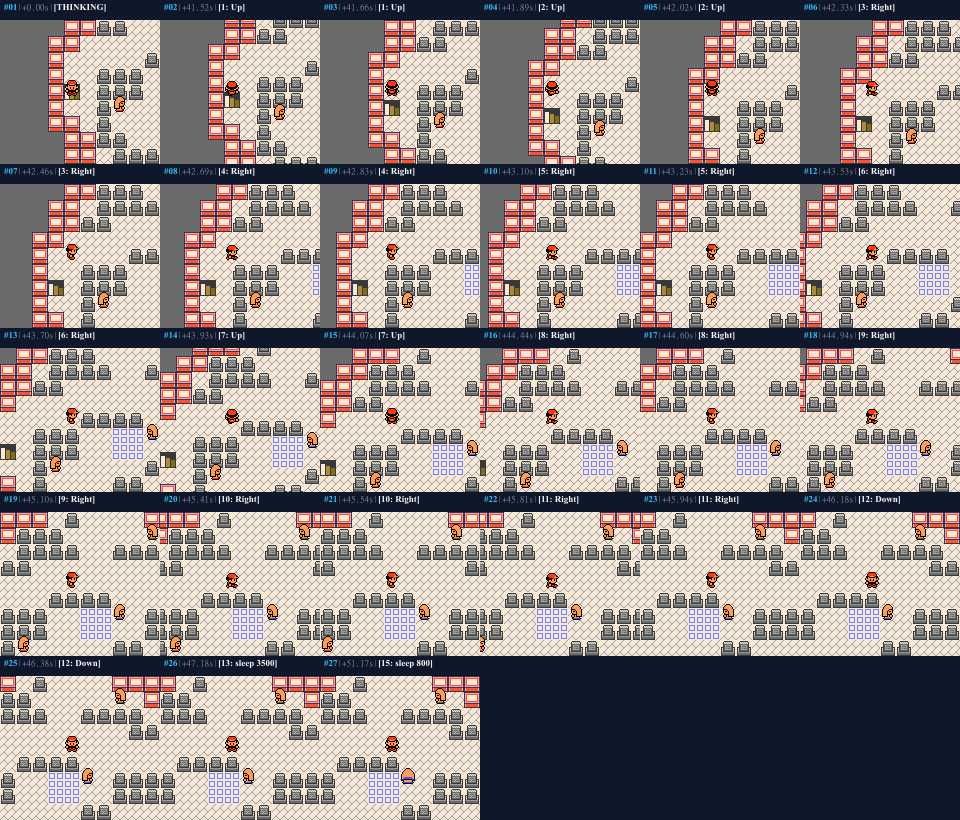 #01|+0.00s| [THINKING]
#02|+41.52s| [1: Up]
#03|+41.66s| [1: Up]
#04|+41.89s| [2: Up]
#05|+42.02s| [2: Up]
#06|+42.33s| [3: Right]
#07|+42.46s| [3: Right]
#08|+42.69s| [4: Right]
#09|+42.83s| [4: Right]
#10|+43.10s| [5: Right]
#11|+43.23s| [5: Right]
#12|+43.53s| [6: Right]
#13|+43.70s| [6: Right]
#14|+43.93s| [7: Up]
#15|+44.07s| [7: Up]
#16|+44.44s| [8: Right]
#17|+44.60s| [8: Right]
#18|+44.94s| [9: Right]
#19|+45.10s| [9: Right]
#20|+45.41s| [10: Right]
#21|+45.54s| [10: Right]
#22|+45.81s| [11: Right]
#23|+45.94s| [11: Right]
#24|+46.18s| [12: Down]
#25|+46.38s| [12: Down]
#26|+47.18s| [13: sleep 3500]
#27|+51.17s| [15: sleep 800]